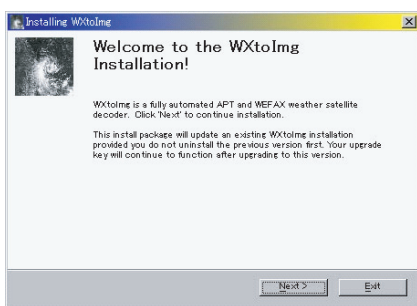 Installing WXtoImg
Welcome to the WXtoImg
Installation!
WXtoImg is a fully automated APT and WEFAX weather satellite
decoder. Click 'Next' to continue installation.
This install package will update an existing WXtoImg installation
provided you do not uninstall the previous version first. Your upgrade
key will continue to function after upgrading to this version.
Next >
Exit